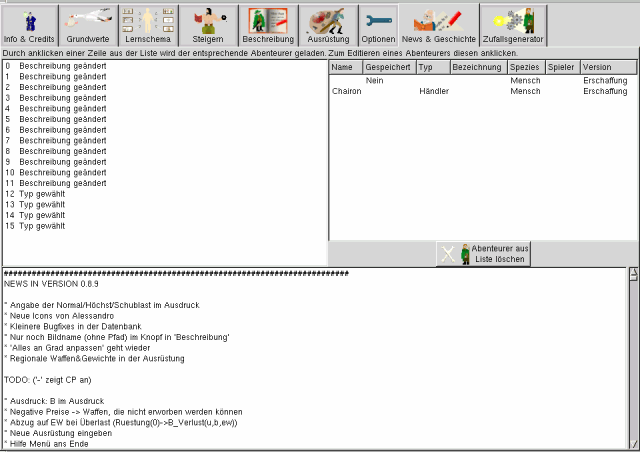 Info & Credits Grundwerte Lernschema Steigern Beschreibung Ausrüstung Optionen News & Geschichte Zufallsgenerator
Durch anklicken einer Zeile aus der Liste wird der entsprechende Abenteurer geladen. Zum Editieren eines Abenteurers diesen anklicken.
0 Beschreibung geändert
1 Beschreibung geändert
2 Beschreibung geändert
3 Beschreibung geändert
4 Beschreibung geändert
5 Beschreibung geändert
6 Beschreibung geändert
7 Beschreibung geändert
8 Beschreibung geändert
9 Beschreibung geändert
10 Beschreibung geändert
11 Beschreibung geändert
12 Typ gewählt
13 Typ gewählt
14 Typ gewählt
15 Typ gewählt
Name Gespeichert Typ Bezeichnung Spezies Spieler Version
Nein Mensch Erschaffung
Chairon Händler Mensch Erschaffung
Abenteurer aus
Liste löschen
##########################################################################
NEWS IN VERSION 0.8.9
* Angabe der Normal/Höchst/Schublast im Ausdruck
* Neue Icons von Alessandro
* Kleinere Bugfixes in der Datenbank
* Nur noch Bildname (ohne Pfad) im Knopf in 'Beschreibung'
* 'Alles an Grad anpassen' geht wieder
* Regionale Waffen&Gewichte in der Ausrüstung
TODO: ('-' zeigt CP an)
* Ausdruck: B im Ausdruck
* Negative Preise -> Waffen, die nicht erworben werden können
* Abzug auf EW bei Überlast (Ruestung(0)->B_Verlust(u,b,ew))
* Neue Ausrüstung eingeben
* Hilfe Menü ans Ende